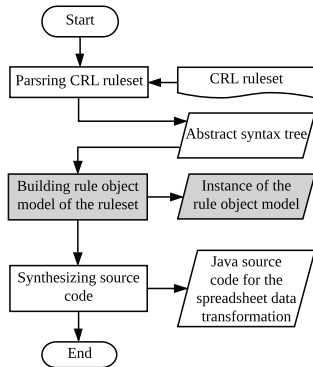 Start
Parsring CRL ruleset
CRL ruleset
Abstract syntax tree
Building rule object
model of the ruleset
Instance of the
rule object model
Synthesizing source
code
Java source
code for the
spreadsheet data
transformation
End